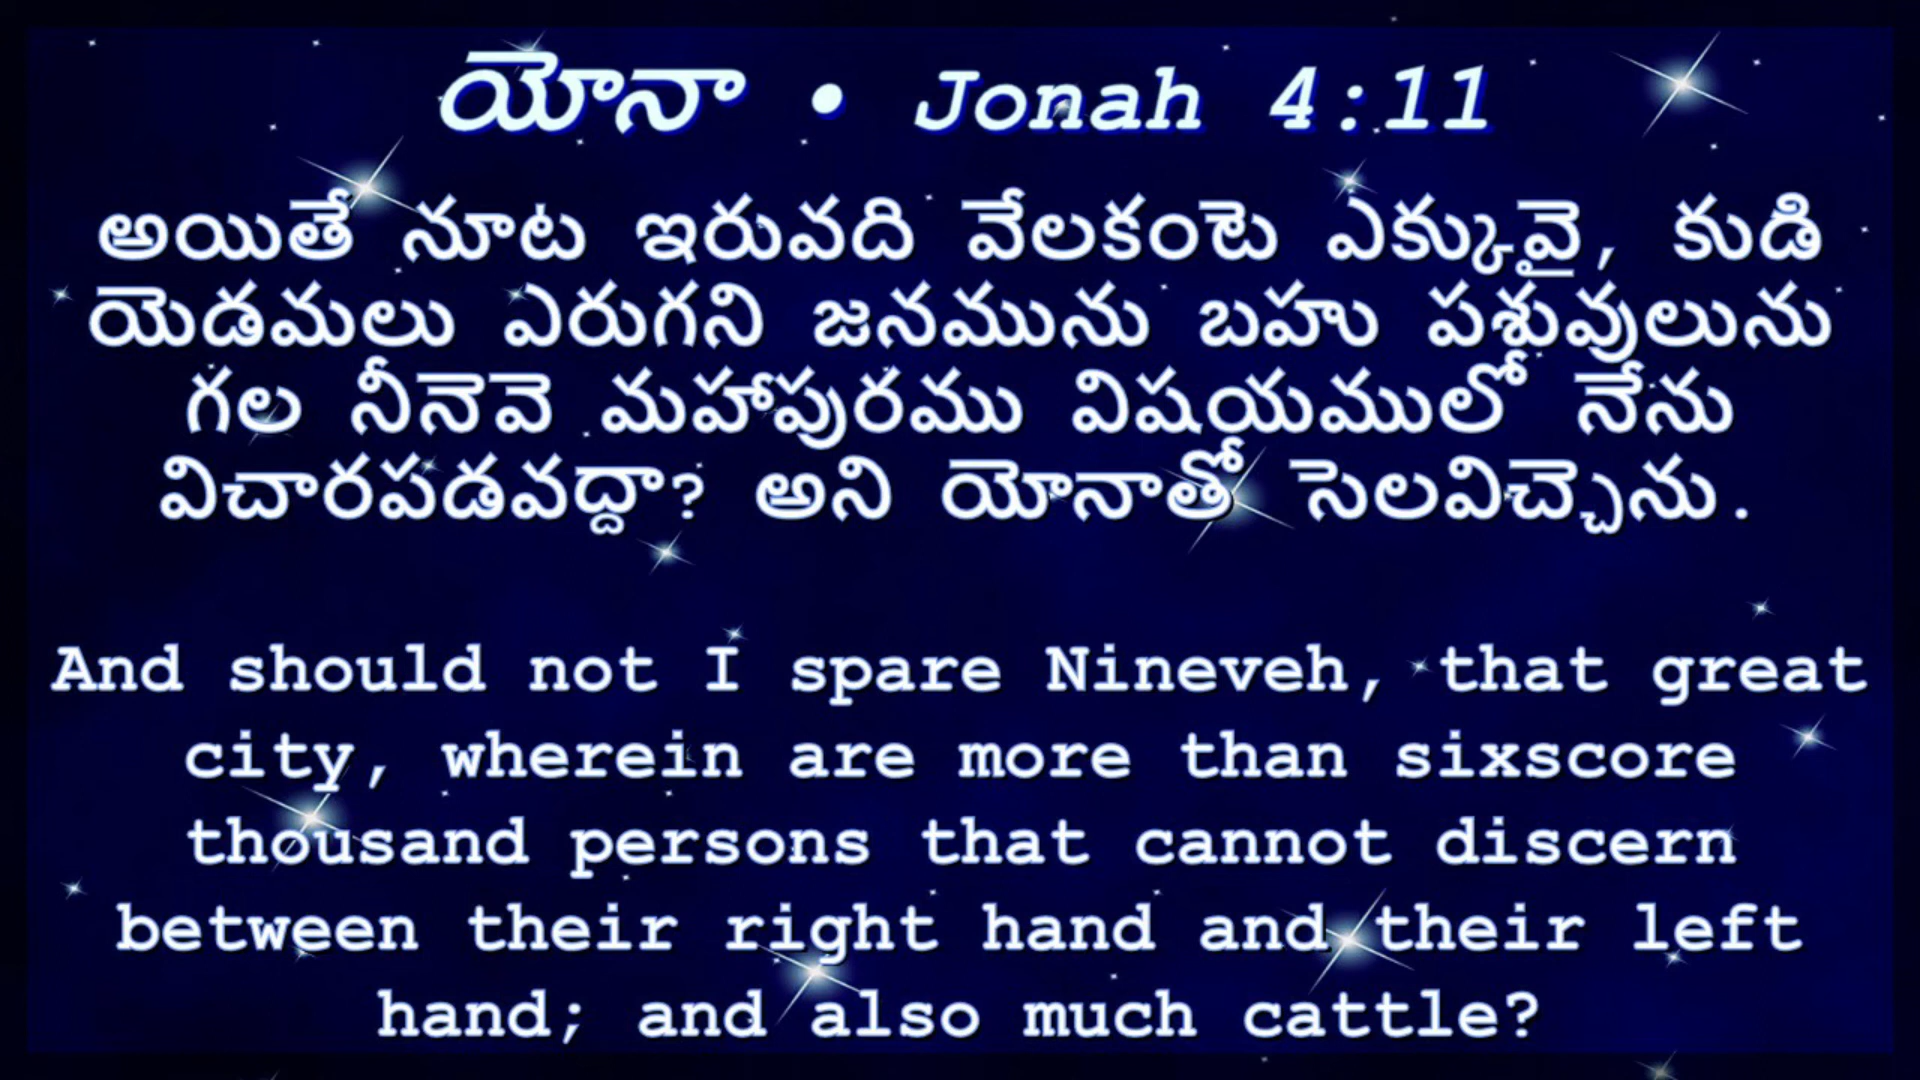 యోనా • Jonah 4:11
అయితే నూట ఇరువది వేలకంటె ఎక్కువై, కుడి
యెడమలు ఎరుగని జనమును బహు పశువులును
గల నీనెవె మహాపురము విషయములో నేను
విచారపడవద్దా? అని యోనాతో సెలవిచ్చెను.
And should not I spare Nineveh, that great
city, wherein are more than sixscore
thousand persons that cannot discern
between their right hand and their left
hand; and also much cattle?